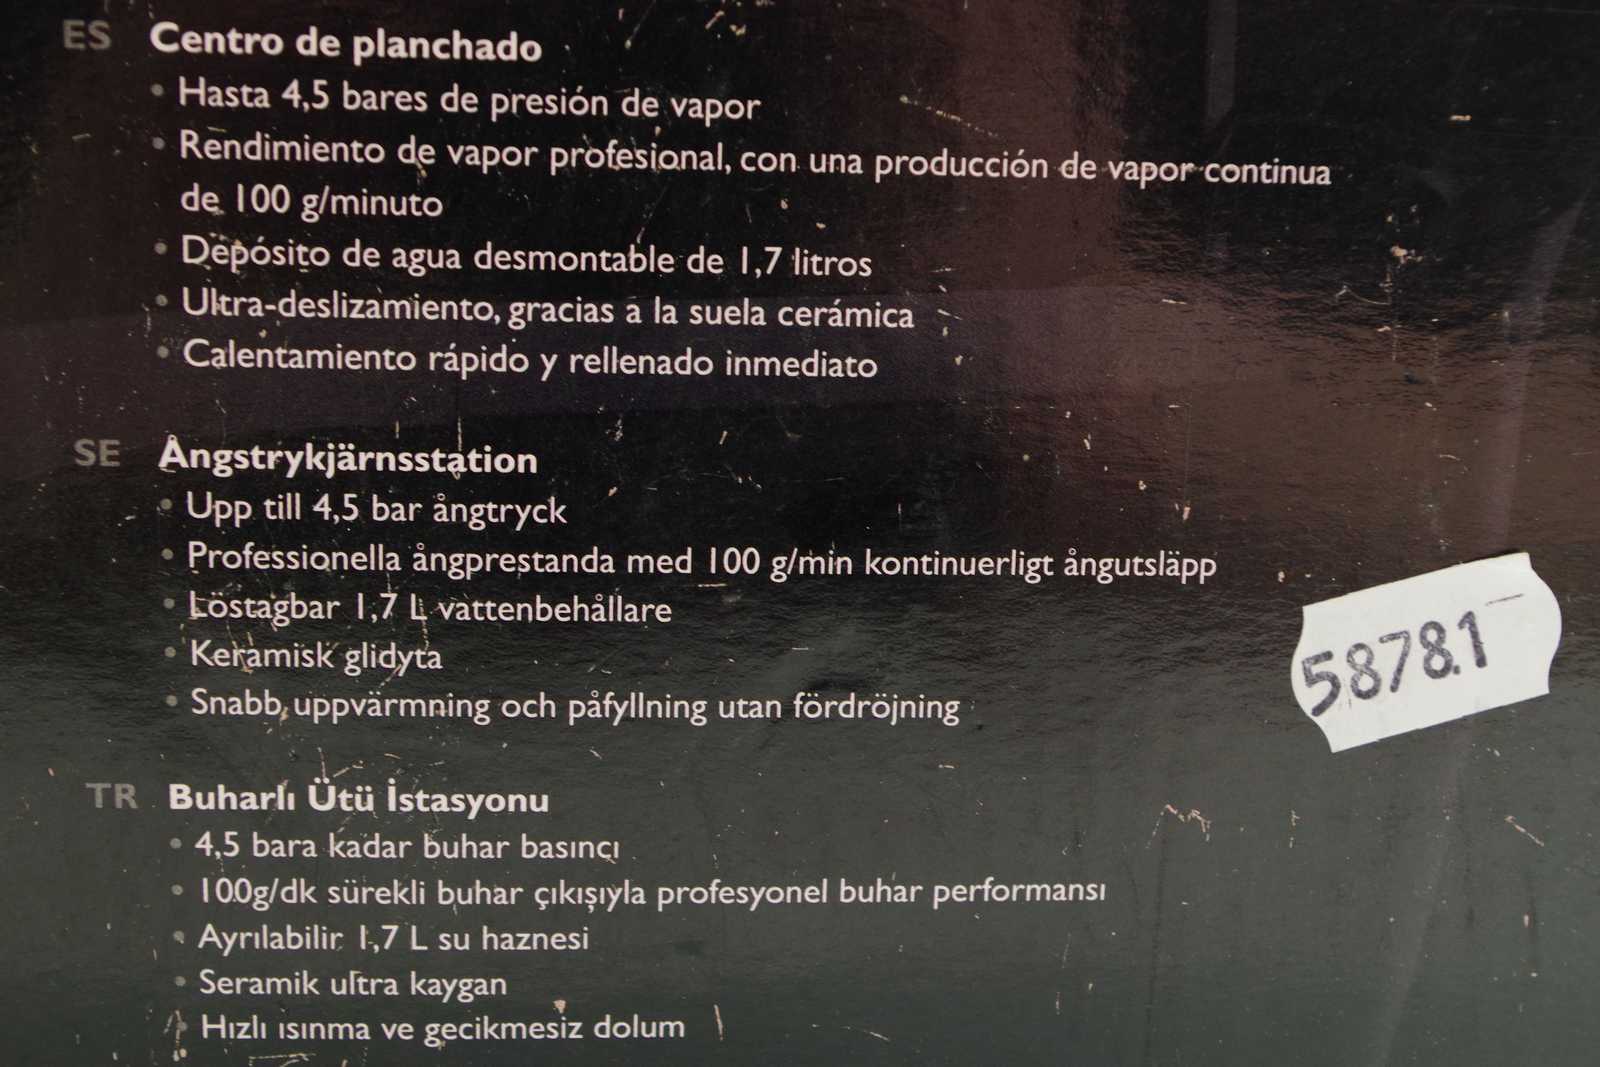 ES Centro de planchado
• Hasta 4,5 bares de presión de vapor
• Rendimiento de vapor profesional, con una producción de vapor continua
de 100 g/minuto
• Depósito de agua desmontable de 1,7 litros
• Ultra-deslizamiento, gracias a la suela cerámica
• Calentamiento rápido y rellenado inmediato
SE Ångstrykjärnsstation
• Upp till 4,5 bar ångtryck
• Professionella ångprestanda med 100 g/min kontinuerligt ångutsläpp
• Löstagbar 1,7 L vattenbehållare
• Keramisk glidyta
• Snabb uppvärmning och påfyllning utan fördröjning
5878.1
TR Buharlı Ütü İstasyonu
• 4,5 bara kadar buhar basıncı
• 100g/dk sürekli buhar çıkışıyla profesyonel buhar performansı
• Ayrılabilir 1,7 L su haznesi
• Seramik ultra kaygan
• Hızlı ısınma ve gecikmesiz dolum